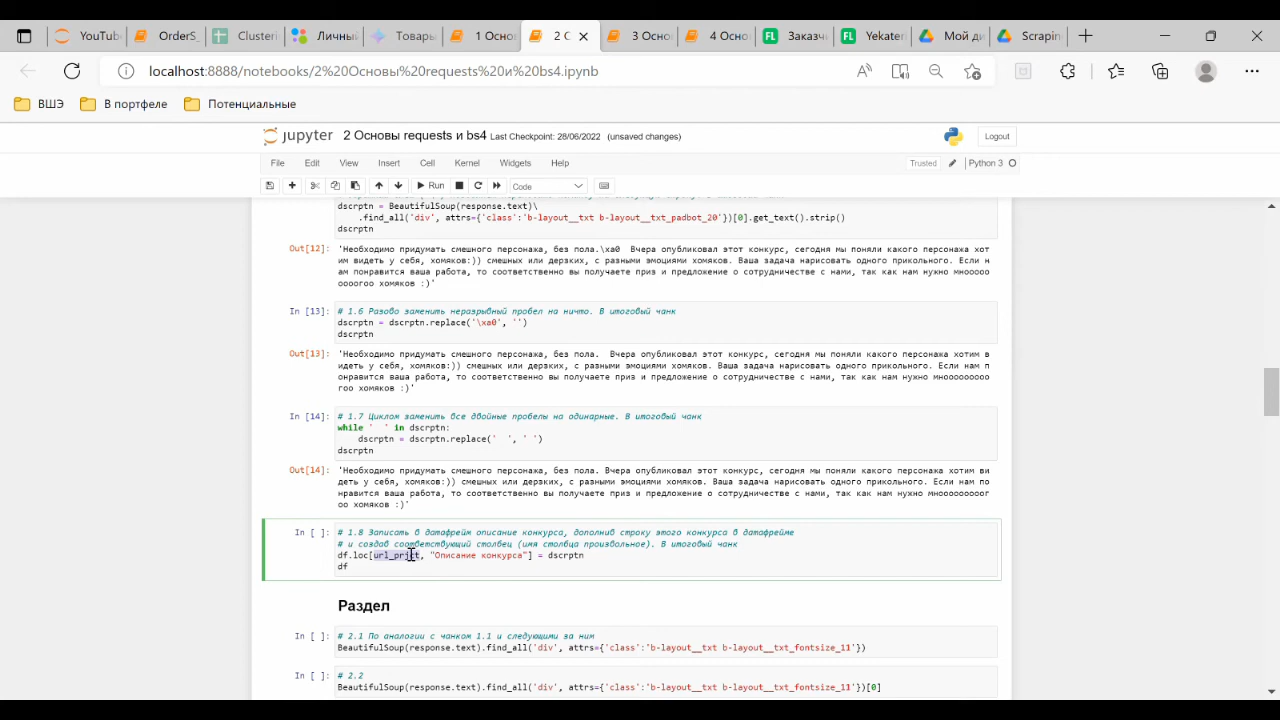 YouTub
OrderS_
Clusteri
Личный
Товары
1 Осно
2 О
3 Осно
4 Осно
Заказчи
Yekateri
Мой ди
Scrapin
localhost:8888/notebooks/2%20Основы%20requests%20и%20bs4.ipynb
ВШЭ
В портфеле
Потенциальные
jupyter 2 Основы requests и bs4 Last Checkpoint: 28/06/2022 (unsaved changes)
Logout
File Edit View Insert Cell Kernel Widgets Help
Trusted Python 3
Run Code
dscrptn = BeautifulSoup(response.text)\
.find_all('div', attrs={'class':'b-layout__txt b-layout__txt_padbot_20'})[0].get_text().strip()
dscrptn
Out[12]: 'Необходимо придумать смешного персонажа, без пола.\xa0 Вчера опубликовал этот конкурс, сегодня мы поняли какого персонажа хот
им видеть у себя, хомяков:)) смешных или дерзких, с разными эмоциями хомяков. Ваша задача нарисовать одного прикольного. Если н
ам понравится ваша работа, то соответственно вы получаете приз и предложение о сотрудничестве с нами, так как нам нужно мнооооо
оооогоо хомяков :)'
In [13]: # 1.6 Разово заменить неразрывный пробел на ничто. В итоговый чанк
dscrptn = dscrptn.replace('\xa0', '')
dscrptn
Out[13]: 'Необходимо придумать смешного персонажа, без пола. Вчера опубликовал этот конкурс, сегодня мы поняли какого персонажа хотим в
идеть у себя, хомяков:)) смешных или дерзких, с разными эмоциями хомяков. Ваша задача нарисовать одного прикольного. Если нам п
онравится ваша работа, то соответственно вы получаете приз и предложение о сотрудничестве с нами, так как нам нужно мнооооооооо
гоо хомяков :)'
In [14]: # 1.7 Циклом заменить все двойные пробелы на одинарные. В итоговый чанк
while '  ' in dscrptn:
dscrptn = dscrptn.replace('  ', ' ')
dscrptn
Out[14]: 'Необходимо придумать смешного персонажа, без пола. Вчера опубликовал этот конкурс, сегодня мы поняли какого персонажа хотим ви
деть у себя, хомяков:)) смешных или дерзких, с разными эмоциями хомяков. Ваша задача нарисовать одного прикольного. Если нам по
нравится ваша работа, то соответственно вы получаете приз и предложение о сотрудничестве с нами, так как нам нужно мнооооооооог
оо хомяков :)'
In [ ]: # 1.8 Записать в датафрейм описание конкурса, дополнив строку этого конкурса в датафрейме
# и создав соответствующий столбец (имя столбца произвольное). В итоговый чанк
df.loc[url_prjct, "Описание конкурса"] = dscrptn
df
Раздел
In [ ]: # 2.1 По аналогии с чанком 1.1 и следующими за ним
BeautifulSoup(response.text).find_all('div', attrs={'class':'b-layout__txt b-layout__txt_fontsize_11'})
In [ ]: # 2.2
BeautifulSoup(response.text).find_all('div', attrs={'class':'b-layout__txt b-layout__txt_fontsize_11'})[0]